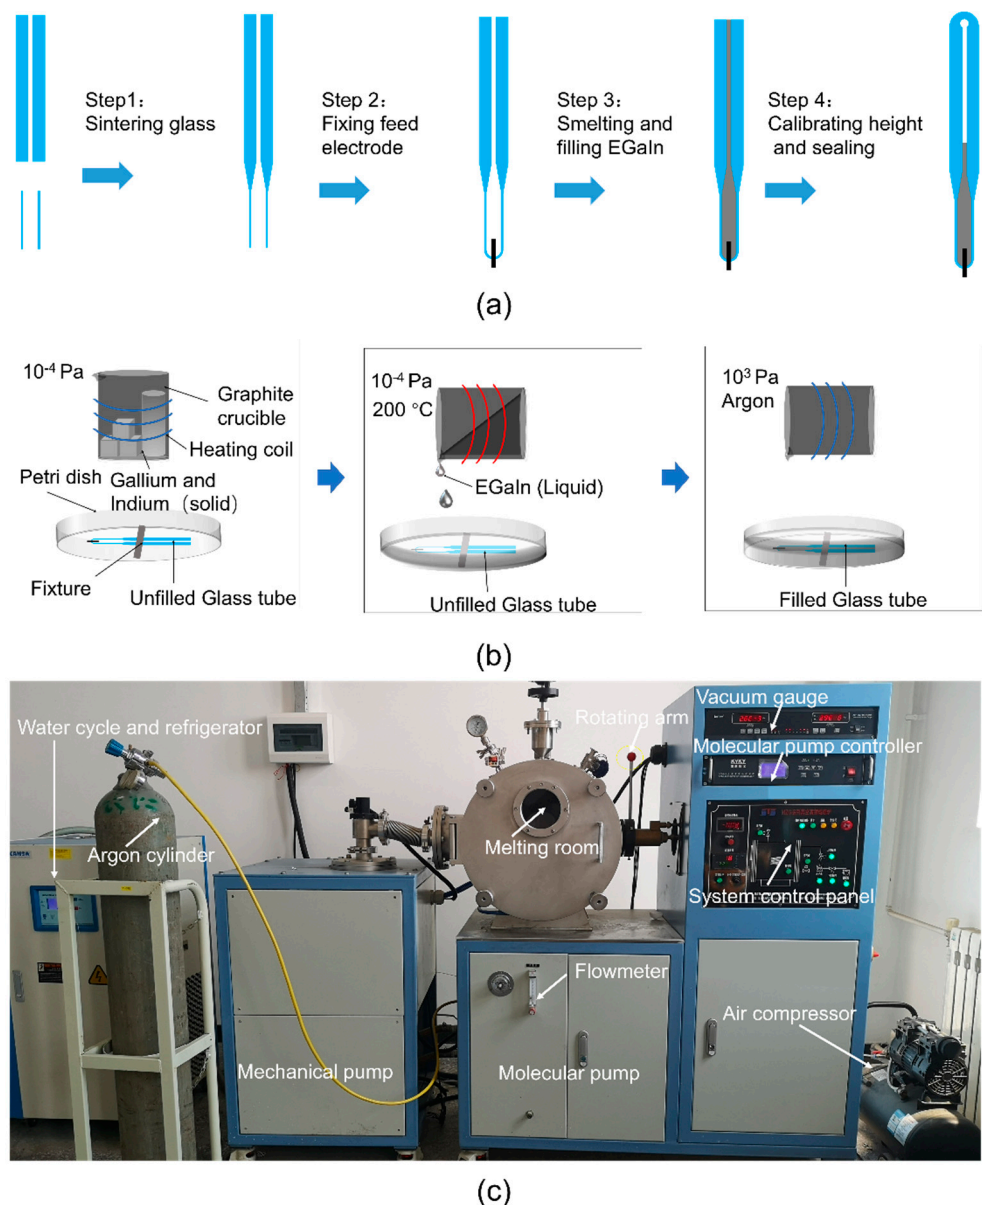 Step1:
Sintering glass
Step 2:
Fixing feed
electrode
Step 3:
Smelting and
filling EGaIn
Step 4:
Calibrating height
and sealing
(a)
10-4 Pa
Graphite
crucible
Heating coil
Petri dish
Gallium and
Indium (solid)
Fixture
Unfilled Glass tube
10-4 Pa
200 °C
EGaIn (Liquid)
Unfilled Glass tube
10³ Pa
Argon
Filled Glass tube
(b)
Water cycle and refrigerator
Argon cylinder
Rotating arm
Vacuum gauge
Molecular pump controller
KYKY
Melting room
System control panel
Flowmeter
Air compressor
Mechanical pump
Molecular pump
(c)